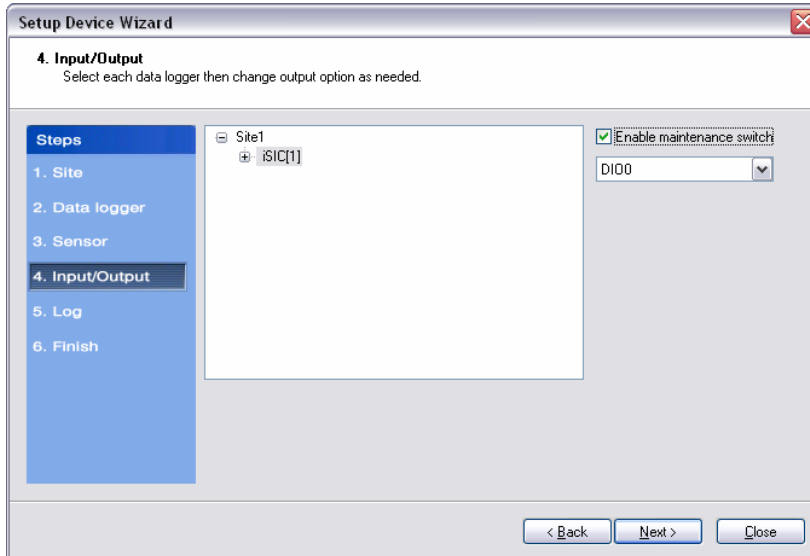 Setup Device Wizard
4. Input/Output
Select each data logger then change output option as needed.
Steps
1. Site
2. Data logger
3. Sensor
4. Input/Output
5. Log
6. Finish
Site1
iSIC[1]
Enable maintenance switch
DIO0
< Back
Next >
Close